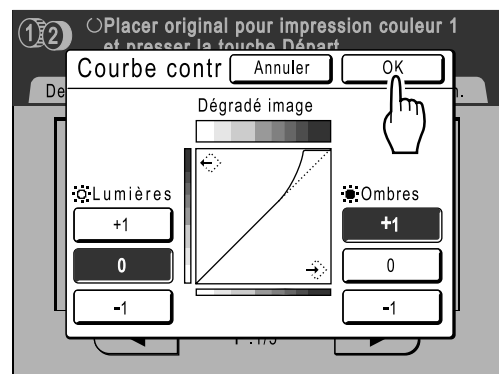 ①② Placer original pour impression couleur 1
et presser la touche Départ
De
Courbe contr Annuler OK
Dégradé image
Lumières
+1
0
-1
Ombres
+1
0
-1